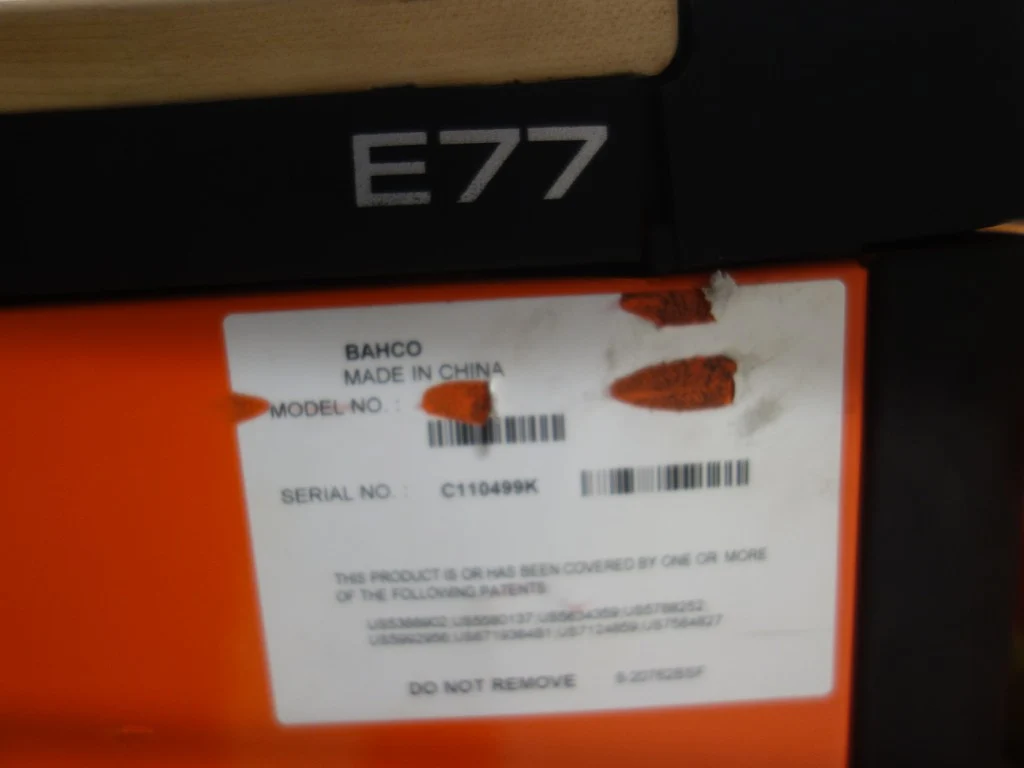 E77
BAHCO
MADE IN CHINA
MODEL NO. :
SERIAL NO. : C110499K
THIS PRODUCT IS OR HAS BEEN COVERED BY ONE OR MORE
OF THE FOLLOWING PATENTS:
DO NOT REMOVE